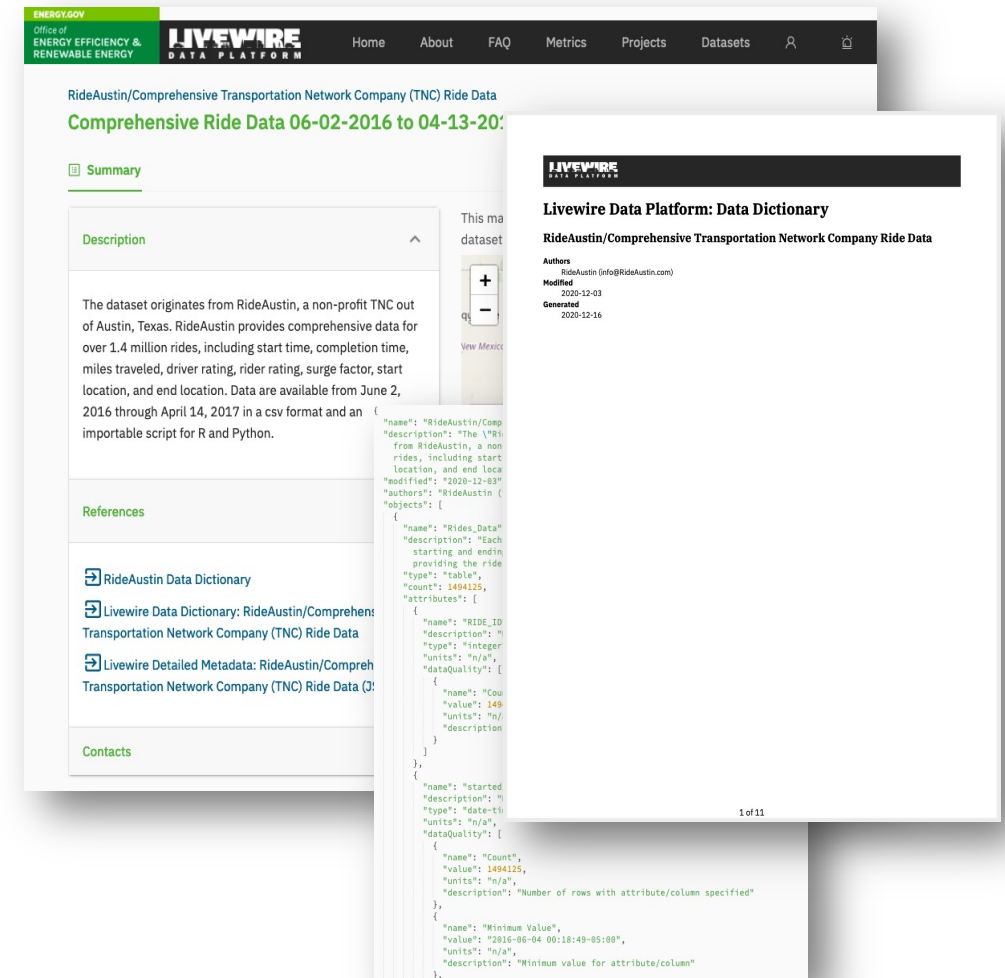 ENERGY.GOV
Office of
ENERGY EFFICIENCY &
RENEWABLE ENERGY
LIVEWIRE
DATA PLATFORM
Home About FAQ Metrics Projects Datasets
RideAustin/Comprehensive Transportation Network Company (TNC) Ride Data
Comprehensive Ride Data 06-02-2016 to 04-13-201
Summary
Description
The dataset originates from RideAustin, a non-profit TNC out
of Austin, Texas. RideAustin provides comprehensive data for
over 1.4 million rides, including start time, completion time,
miles traveled, driver rating, rider rating, surge factor, start
location, and end location. Data are available from June 2,
2016 through April 14, 2017 in a csv format and an
importable script for R and Python.
References
RideAustin Data Dictionary
Livewire Data Dictionary: RideAustin/Comprehens
Transportation Network Company (TNC) Ride Data
Livewire Detailed Metadata: RideAustin/Compreh
Transportation Network Company (TNC) Ride Data (JS
Contacts
This ma
dataset
+
−
New Mexico
LIVEWIRE
DATA PLATFORM
Livewire Data Platform: Data Dictionary
RideAustin/Comprehensive Transportation Network Company Ride Data
Authors
RideAustin (info@RideAustin.com)
Modified
2020-12-03
Generated
2020-12-16
1 of 11
{
"name": "RideAustin/Comp
"description": "The \"Ri
from RideAustin, a non
rides, including start
location, and end loca
"modified": "2020-12-03"
"authors": "RideAustin (
"objects": [
{
"name": "Rides_Data"
"description": "Each
starting and ending
providing the ride
"type": "table",
"count": 1494125,
"attributes": [
{
"name": "RIDE_ID"
"description": "
"type": "integer
"units": "n/a",
"dataQuality": [
{
"name": "Cou
"value": 149
"units": "n/
"description
}
]
},
{
"name": "started
"description": "
"type": "date-ti
"units": "n/a",
"dataQuality": [
{
"name": "Count",
"value": 1494125,
"units": "n/a",
"description": "Number of rows with attribute/column specified"
},
{
"name": "Minimum Value",
"value": "2016-06-04 00:18:49-05:00",
"units": "n/a",
"description": "Minimum value for attribute/column"
},